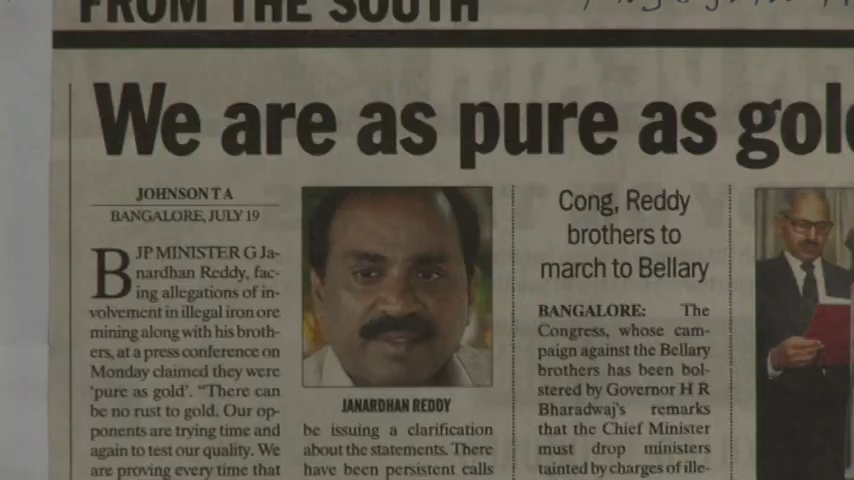 FROM THE SOUTH
We are as pure as gold
JOHNSON T A
BANGALORE, JULY 19
BJP MINISTER G Ja-
nardhan Reddy, fac-
ing allegations of in-
volvement in illegal iron ore
mining along with his broth-
ers, at a press conference on
Monday claimed they were
'pure as gold'. "There can
be no rust to gold. Our op-
ponents are trying time and
again to test our quality. We
are proving every time that
JANARDHAN REDDY
be issuing a clarification
about the statements. There
have been persistent calls
Cong, Reddy
brothers to
march to Bellary
BANGALORE: The
Congress, whose cam-
paign against the Bellary
brothers has been bol-
stered by Governor H R
Bharadwaj's remarks
that the Chief Minister
must drop ministers
tainted by charges of ille-